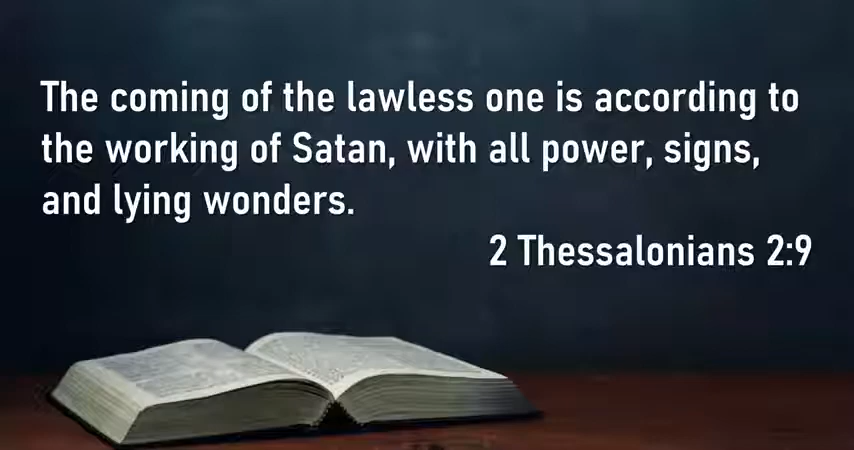 The coming of the lawless one is according to
the working of Satan, with all power, signs,
and lying wonders.
2 Thessalonians 2:9